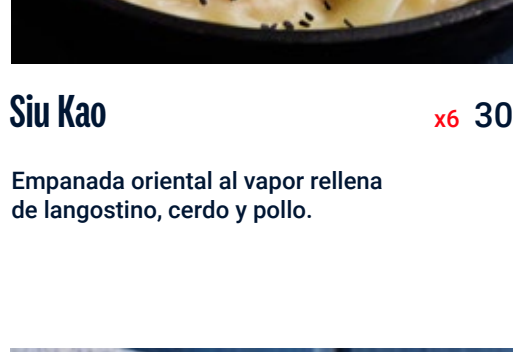 Siu Kao x6 30
Empanada oriental al vapor rellena
de langostino, cerdo y pollo.